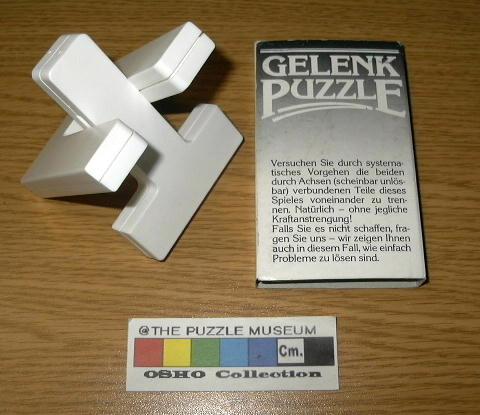 GELENK
PUZZLE
Versuchen Sie durch systema-
tisches Vorgehen die beiden
durch Achsen (scheinbar unlös-
bar) verbundenen Teile dieses
Spieles voneinander zu tren-
nen. Natürlich – ohne jegliche
Kraftanstrengung!
Falls Sie es nicht schaffen, fra-
gen Sie uns – wir zeigen Ihnen
auch in diesem Fall, wie einfach
Probleme zu lösen sind.
@THE PUZZLE MUSEUM
Cm.
OSHO Collection